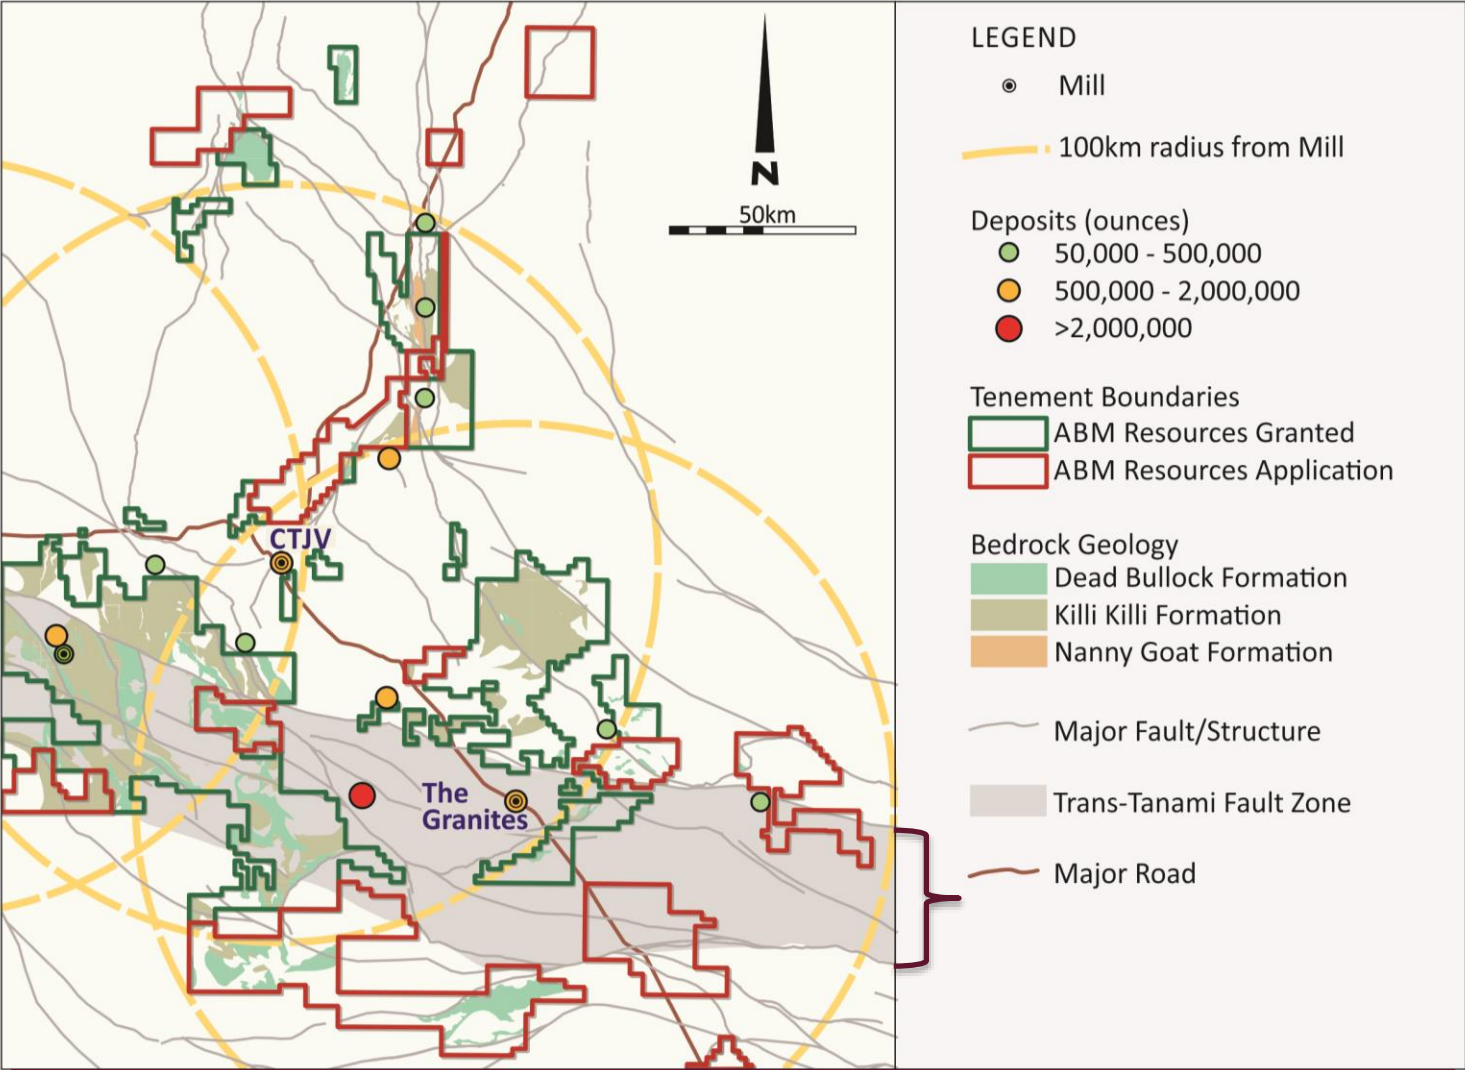 CTJV
The
Granites
N
50km
LEGEND
Mill
100km radius from Mill
Deposits (ounces)
50,000 - 500,000
500,000 - 2,000,000
>2,000,000
Tenement Boundaries
ABM Resources Granted
ABM Resources Application
Bedrock Geology
Dead Bullock Formation
Killi Killi Formation
Nanny Goat Formation
Major Fault/Structure
Trans-Tanami Fault Zone
Major Road